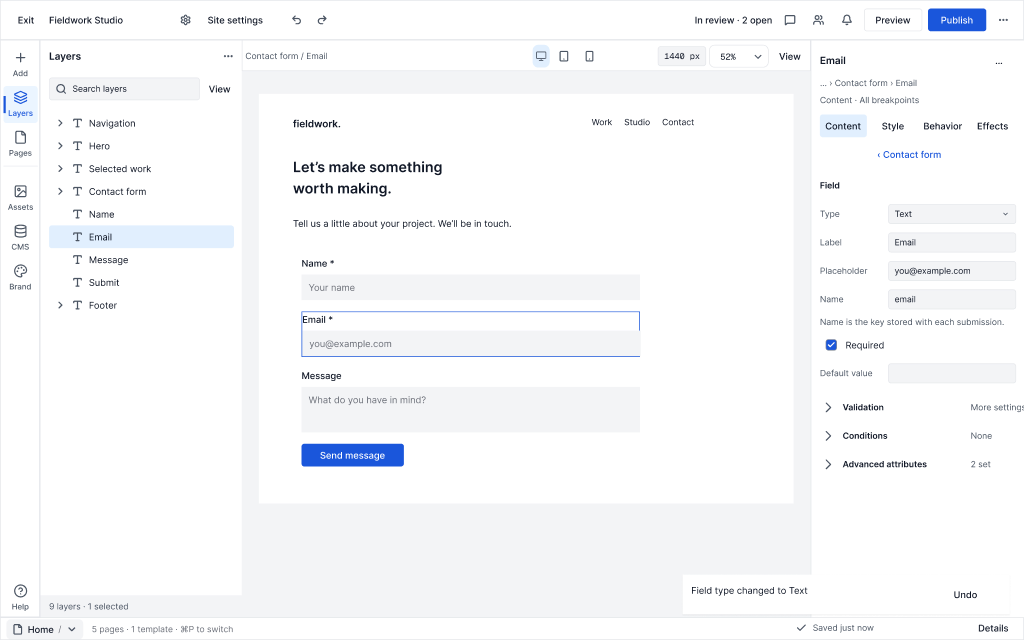 Exit
Fieldwork Studio
Site settings
In review · 2 open
Preview
Publish
Add
Layers
Pages
Assets
CMS
Brand
Help
Layers
Search layers
View
Navigation
Hero
Selected work
Contact form
Name
Email
Message
Submit
Footer
9 layers · 1 selected
Contact form / Email
1440 px
52%
View
fieldwork.
Work
Studio
Contact
Let’s make something
worth making.
Tell us a little about your project. We’ll be in touch.
Name *
Your name
Email *
you@example.com
Message
What do you have in mind?
Send message
Email
... › Contact form › Email
Content · All breakpoints
Content
Style
Behavior
Effects
‹ Contact form
Field
Type
Text
Label
Email
Placeholder
you@example.com
Name
email
Name is the key stored with each submission.
Required
Default value
Validation
More settings
Conditions
None
Advanced attributes
2 set
Field type changed to Text
Undo
Home /
5 pages · 1 template · ⌘P to switch
Saved just now
Details